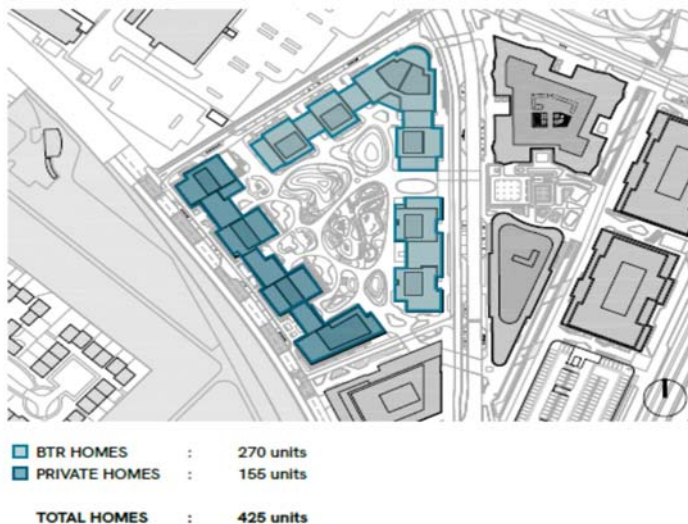 BTR HOMES : 270 units
PRIVATE HOMES : 155 units
TOTAL HOMES : 425 units